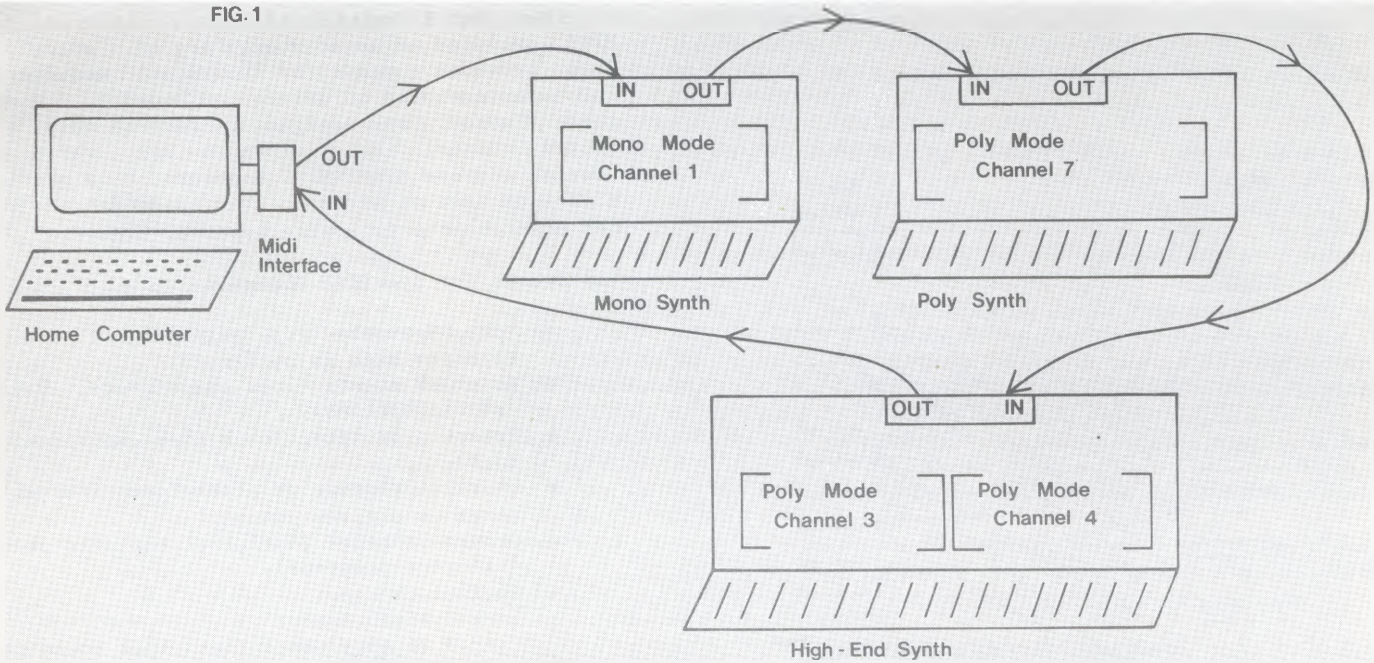 FIG. 1
IN OUT
IN OUT
Mono Mode
Channel 1
Poly Mode
Channel 7
OUT
IN
Midi
Interface
Mono Synth
Poly Synth
Home Computer
OUT IN
Poly Mode
Channel 3
Poly Mode
Channel 4
High-End Synth